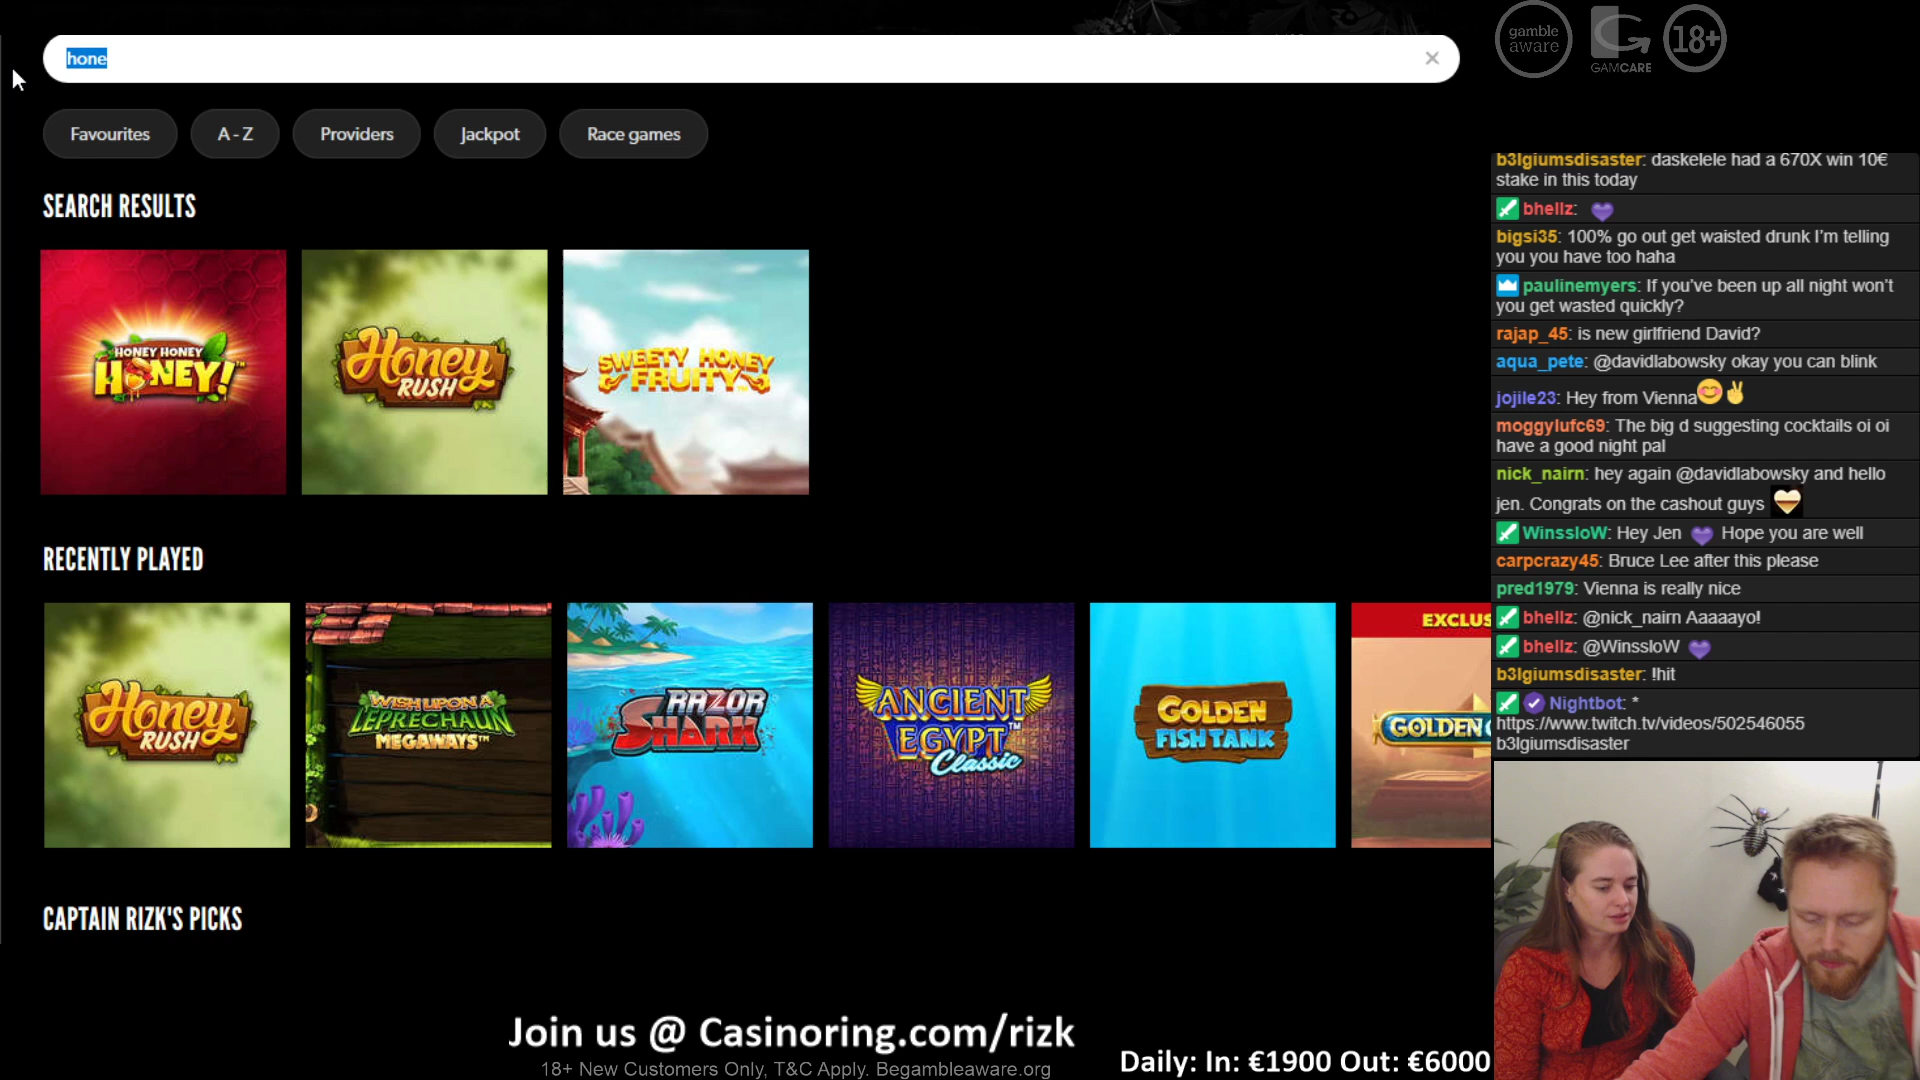 hone
Favourites
A - Z
Providers
Jackpot
Race games
SEARCH RESULTS
HONEY HONEY
HONEY!™
Honey
RUSH
SWEETY HONEY
FRUITY
RECENTLY PLAYED
Honey
RUSH
WISH UPON A
LEPRECHAUN
MEGAWAYS™
RAZOR
SHARK
ANCIENT
EGYPT™
Classic
GOLDEN
FISH TANK
EXCLUS
GOLDEN
CAPTAIN RIZK'S PICKS
Join us @ Casinoring.com/rizk
18+ New Customers Only, T&C Apply. Begambleaware.org
Daily: In: €1900 Out: €6000
gamble
aware
GAMCARE
18+
b3lgiumsdisaster: daskelele had a 670X win 10€
stake in this today
bhellz:
bigsi35: 100% go out get waisted drunk I'm telling
you you have too haha
paulinemyers: If you've been up all night won't
you get wasted quickly?
rajap_45: is new girlfriend David?
aqua_pete: @davidlabowsky okay you can blink
jojile23: Hey from Vienna😊✌
moggylufc69: The big d suggesting cocktails oi oi
have a good night pal
nick_nairn: hey again @davidlabowsky and hello
jen. Congrats on the cashout guys
WinssloW: Hey Jen 💜 Hope you are well
carpcrazy45: Bruce Lee after this please
pred1979: Vienna is really nice
bhellz: @nick_nairn Aaaaayo!
bhellz: @WinssloW 💜
b3lgiumsdisaster: !hit
Nightbot: *
https://www.twitch.tv/videos/502546055
b3lgiumsdisaster